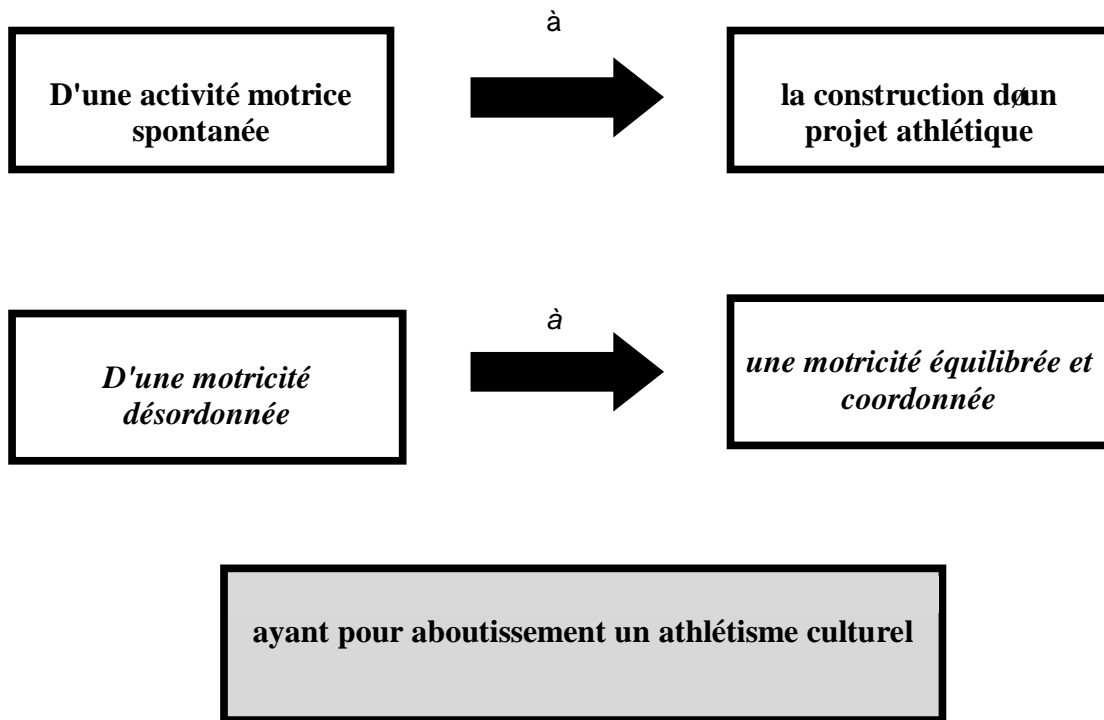 à
D'une activité motrice
spontanée
la construction døun
projet athlétique
à
D'une motricité
désordonnée
une motricité équilibrée et
coordonnée
ayant pour aboutissement un athlétisme culturel